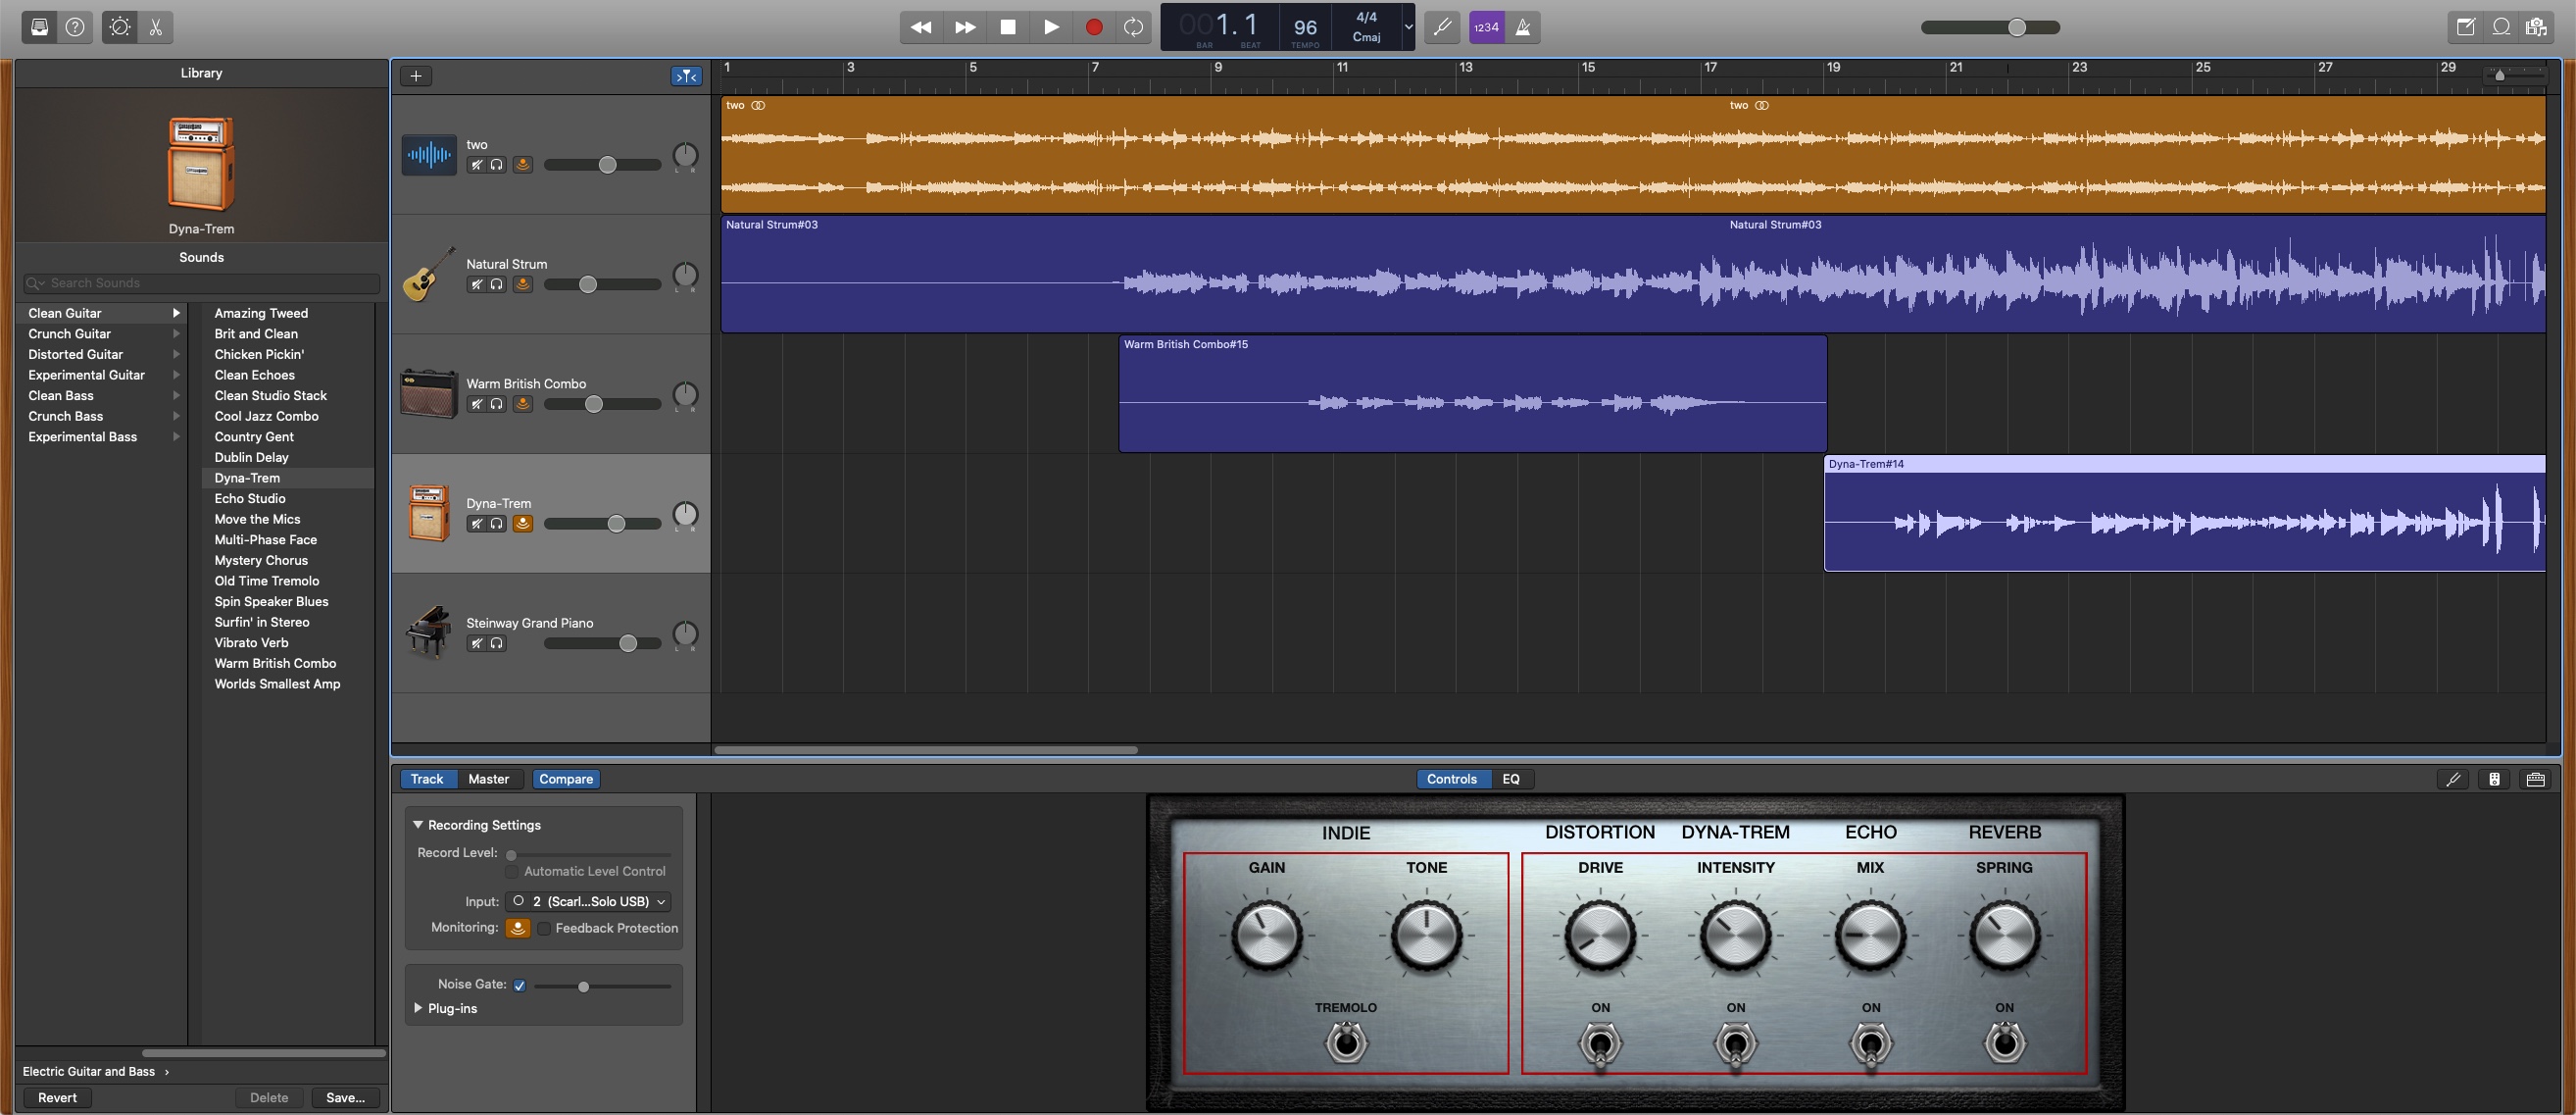 001.1
BAR
BEAT
96
TEMPO
4/4
Cmaj
1234
Library
Dyna-Trem
Sounds
Search Sounds
Clean Guitar
Crunch Guitar
Distorted Guitar
Experimental Guitar
Clean Bass
Crunch Bass
Experimental Bass
Amazing Tweed
Brit and Clean
Chicken Pickin'
Clean Echoes
Clean Studio Stack
Cool Jazz Combo
Country Gent
Dublin Delay
Dyna-Trem
Echo Studio
Move the Mics
Multi-Phase Face
Mystery Chorus
Old Time Tremolo
Spin Speaker Blues
Surfin' in Stereo
Vibrato Verb
Warm British Combo
Worlds Smallest Amp
Electric Guitar and Bass
Revert
Delete
Save...
1 3 5 7 9 11 13 15 17 19 21 23 25 27 29
two
L R
two
two
Natural Strum
L R
Natural Strum#03
Natural Strum#03
Warm British Combo
L R
Warm British Combo#15
Dyna-Trem
L R
Dyna-Trem#14
Steinway Grand Piano
L R
Track
Master
Compare
Controls
EQ
Recording Settings
Record Level:
Automatic Level Control
Input: 2 (Scarl...Solo USB)
Monitoring: Feedback Protection
Noise Gate:
Plug-ins
INDIE
DISTORTION
DYNA-TREM
ECHO
REVERB
GAIN
TONE
DRIVE
INTENSITY
MIX
SPRING
TREMOLO
ON
ON
ON
ON